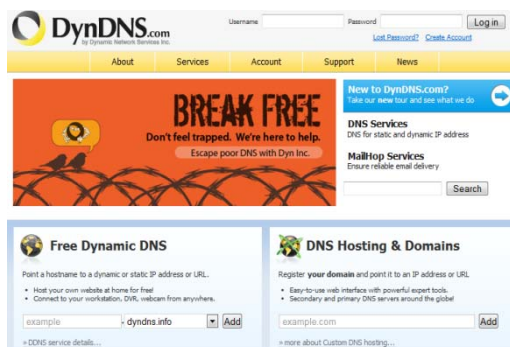 DynDNS.com
by Dynamic Network Services Inc.
Username
Password
Log in
Lost Password? Create Account
About Services Account Support News
BREAK FREE
Don't feel trapped. We're here to help.
Escape poor DNS with Dyn Inc.
New to DynDNS.com?
Take our new tour and see what we do
DNS Services
DNS for static and dynamic IP address
MailHop Services
Ensure reliable email delivery
Search
Free Dynamic DNS
Point a hostname to a dynamic or static IP address or URL.
• Host your own website at home for free!
• Connect to your workstation, DVR, webcam from anywhere.
example . dyndns.info Add
» DDNS service details...
DNS Hosting & Domains
Register your domain and point it to an IP address or URL
• Easy-to-use web interface with powerful expert tools.
• Secondary and primary DNS servers around the globe!
example.com Add
» more about Custom DNS hosting...